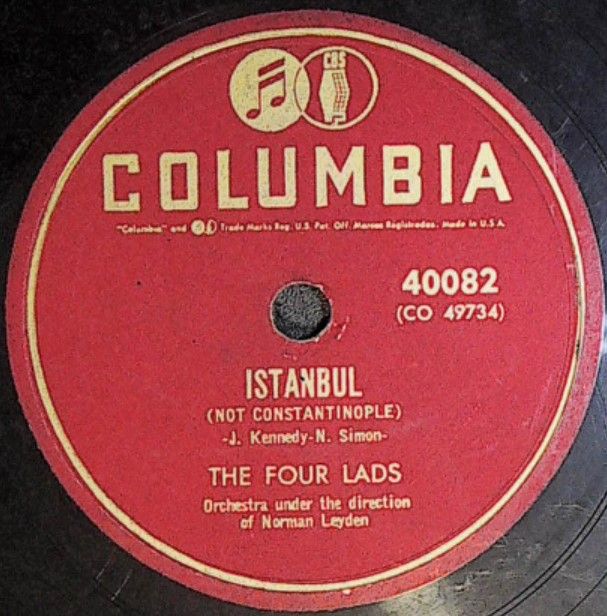 CBS
COLUMBIA
"Columbia" and Trade Marks Reg. U.S. Pat. Off. Marcas Registradas. Made in U.S.A.
40082
(CO 49734)
ISTANBUL
(NOT CONSTANTINOPLE)
-J. Kennedy-N. Simon-
THE FOUR LADS
Orchestra under the direction
of Norman Leyden